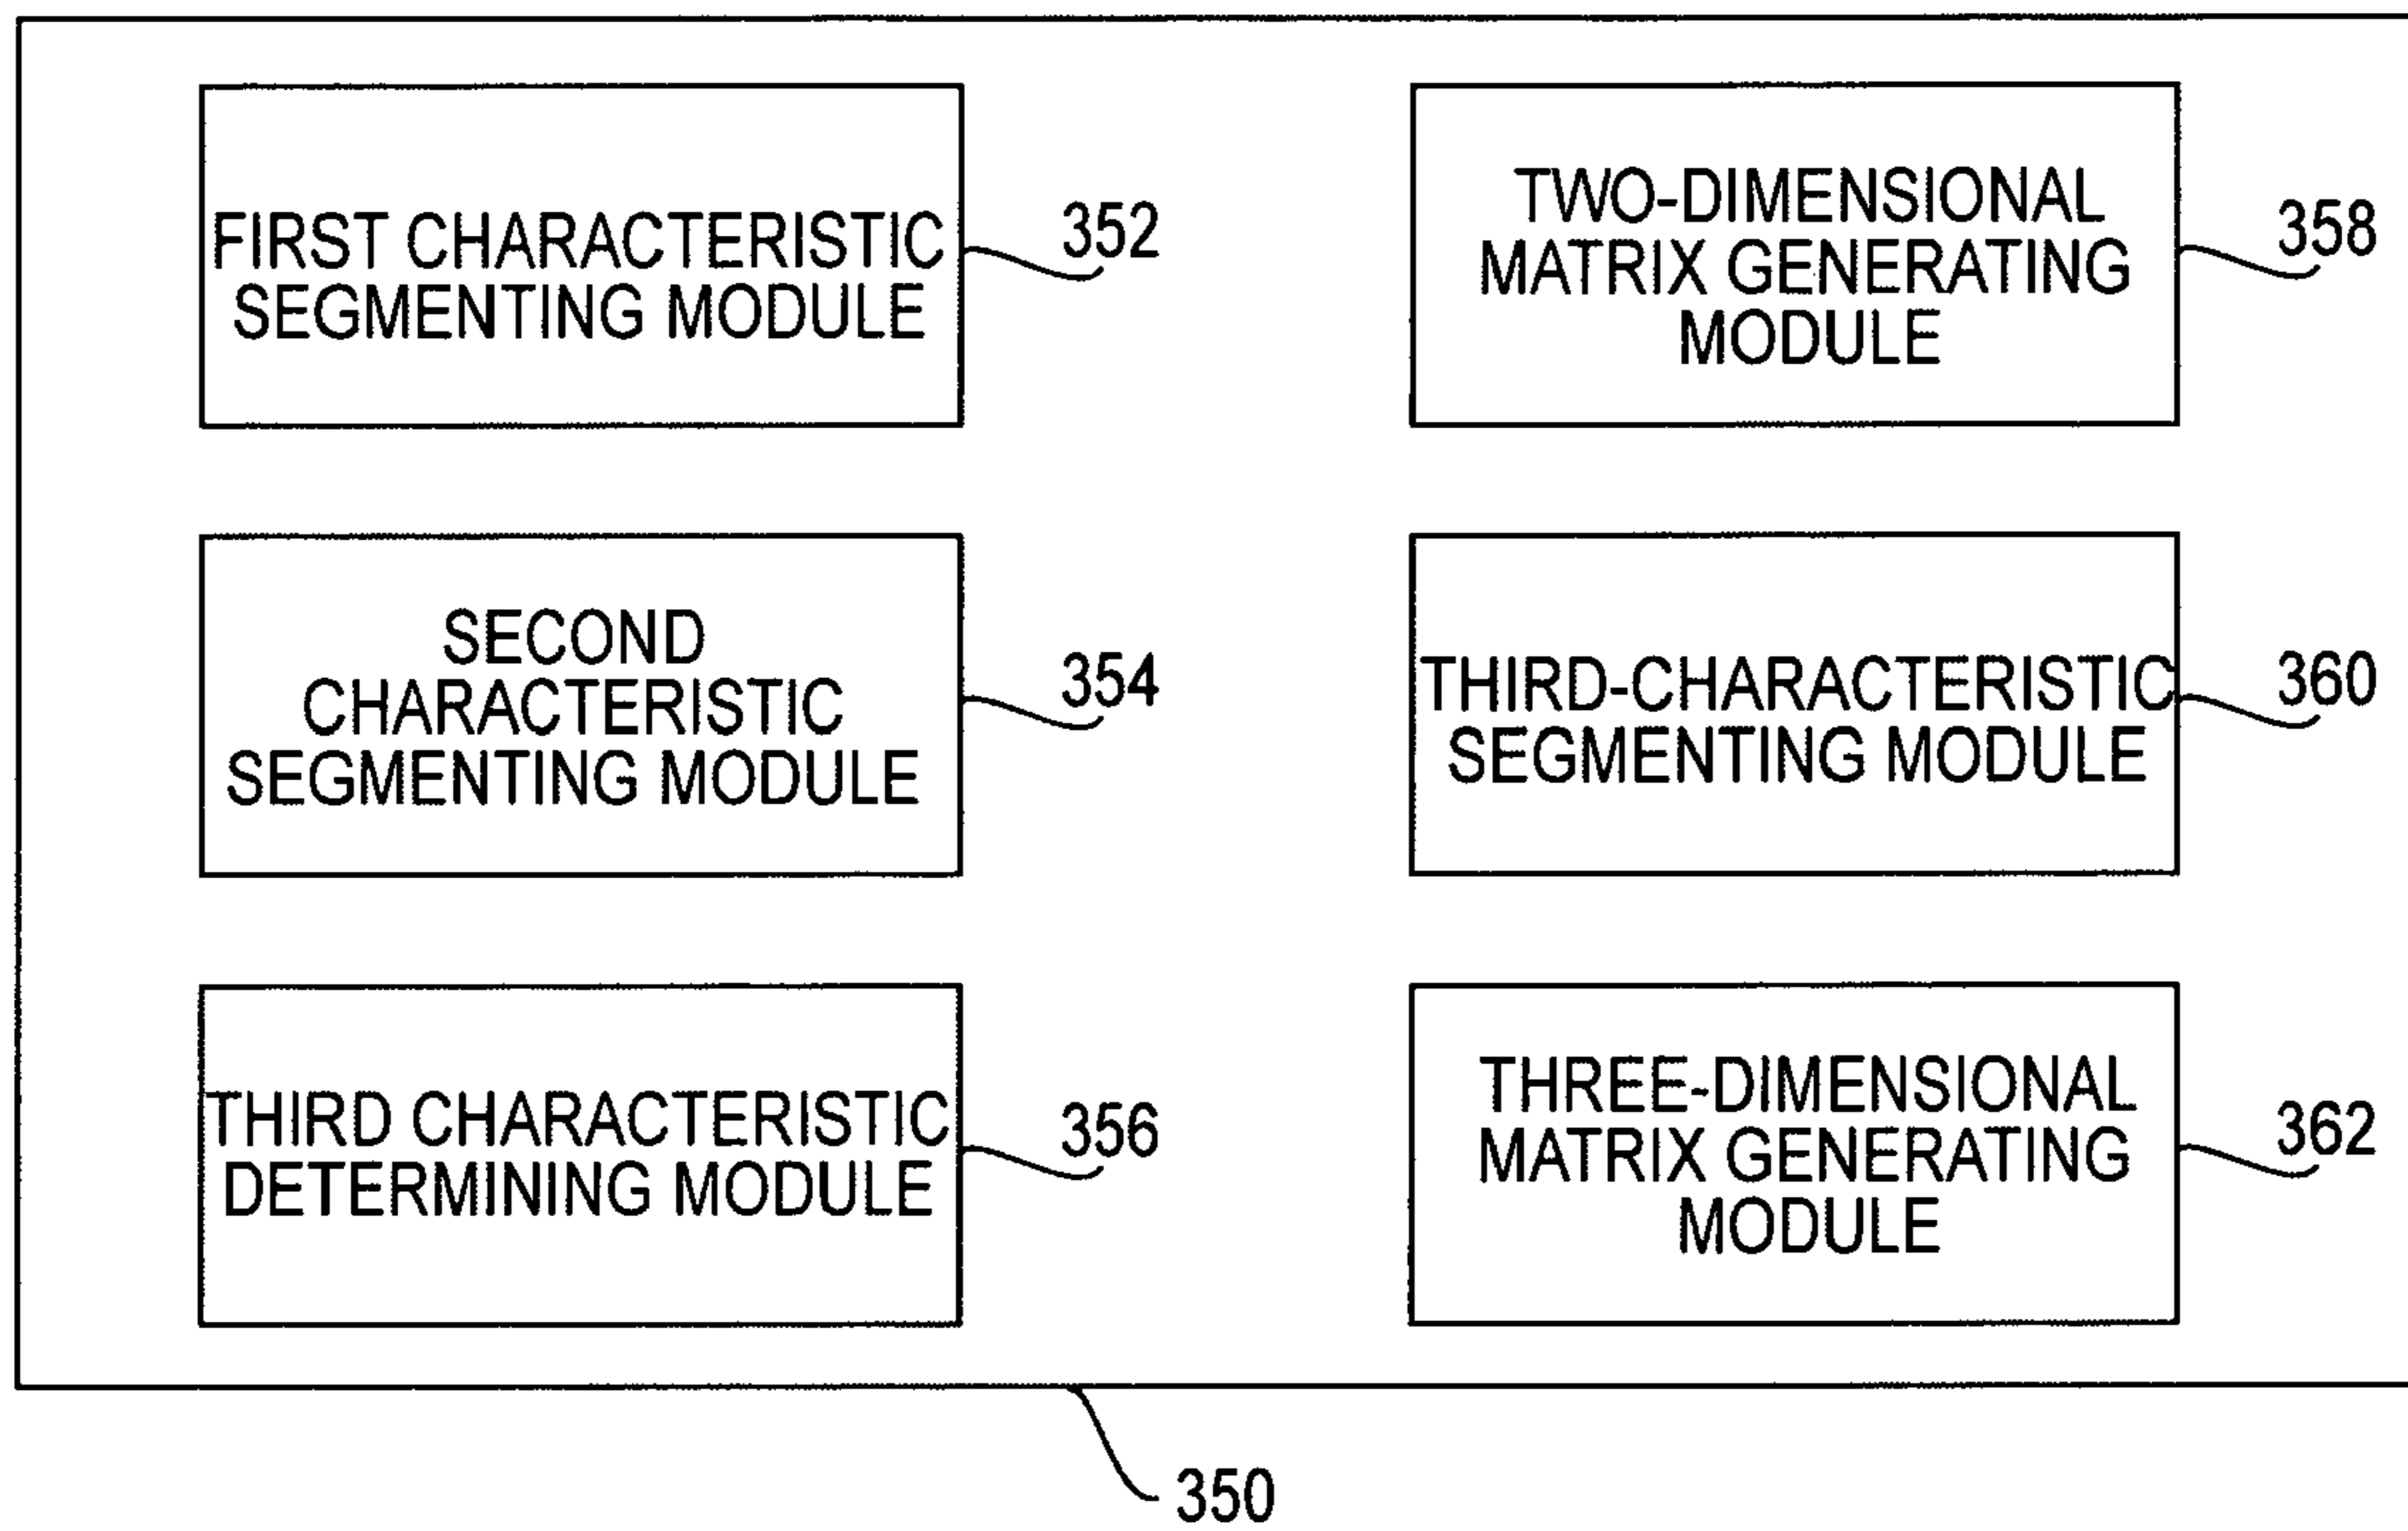 FIRST CHARACTERISTIC
SEGMENTING MODULE
352
SECOND
CHARACTERISTIC
SEGMENTING MODULE
354
THIRD CHARACTERISTIC
DETERMINING MODULE
356
TWO-DIMENSIONAL
MATRIX GENERATING
MODULE
358
THIRD-CHARACTERISTIC
SEGMENTING MODULE
360
THREE-DIMENSIONAL
MATRIX GENERATING
MODULE
362
350